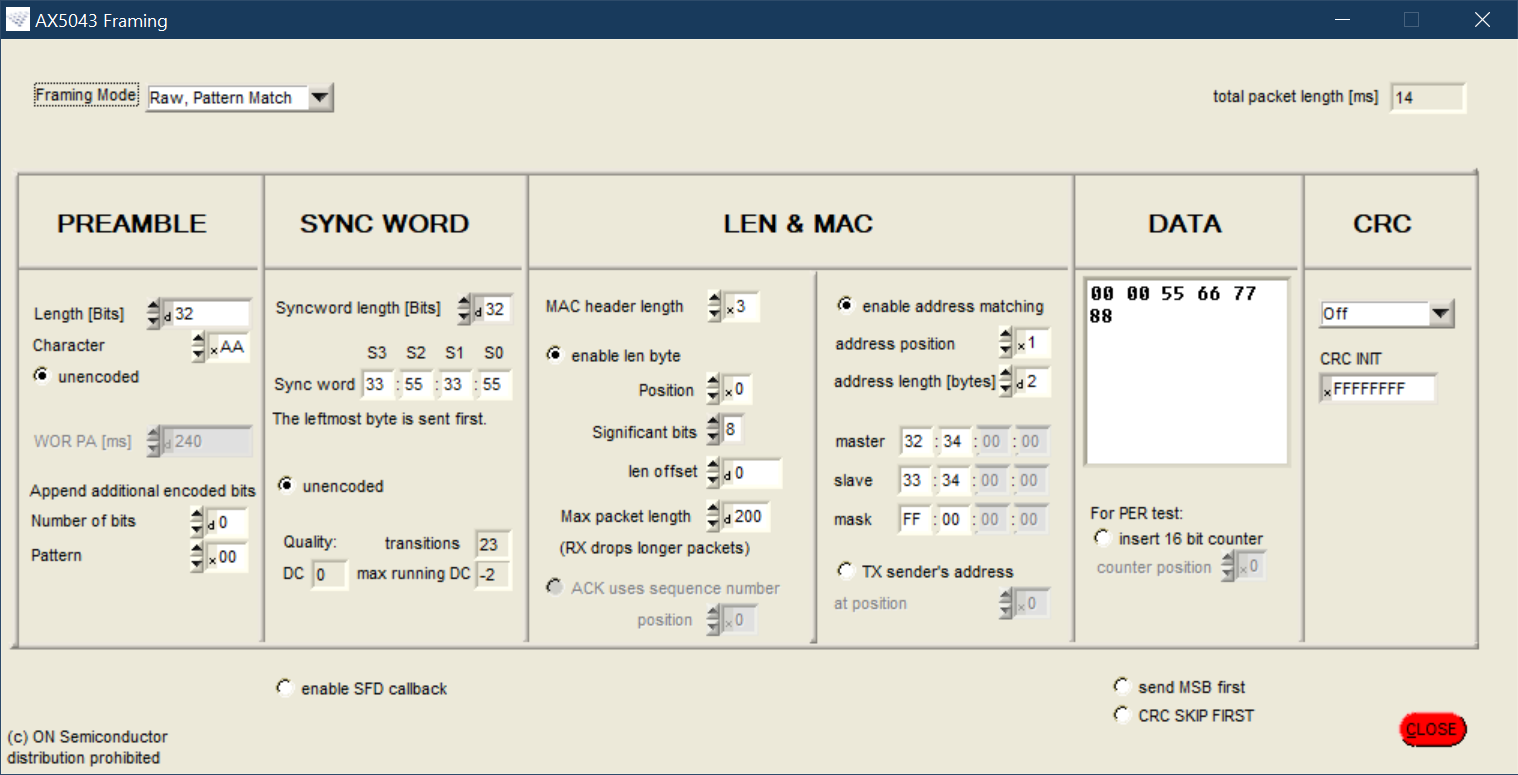 AX5043 Framing
Framing Mode Raw, Pattern Match
total packet length [ms] 14
PREAMBLE
Length [Bits] d 32
Character x AA
unencoded
WOR PA [ms] d 240
Append additional encoded bits
Number of bits d 0
Pattern x 00
SYNC WORD
Syncword length [Bits] d 32
S3 S2 S1 S0
Sync word 33 : 55 : 33 : 55
The leftmost byte is sent first.
unencoded
Quality: transitions 23
DC 0 max running DC -2
LEN & MAC
MAC header length x 3
enable len byte
Position x 0
Significant bits 8
len offset d 0
Max packet length d 200
(RX drops longer packets)
ACK uses sequence number
position x 0
enable address matching
address position x 1
address length [bytes] d 2
master 32 : 34 : 00 : 00
slave 33 : 34 : 00 : 00
mask FF : 00 : 00 : 00
TX sender's address
at position x 0
DATA
00 00 55 66 77
88
For PER test:
insert 16 bit counter
counter position x 0
CRC
Off
CRC INIT
x FFFFFFFF
enable SFD callback
send MSB first
CRC SKIP FIRST
CLOSE
(c) ON Semiconductor
distribution prohibited